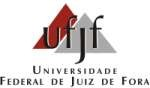 ufjf
UNIVERSIDADE
FEDERAL DE JUIZ DE FORA